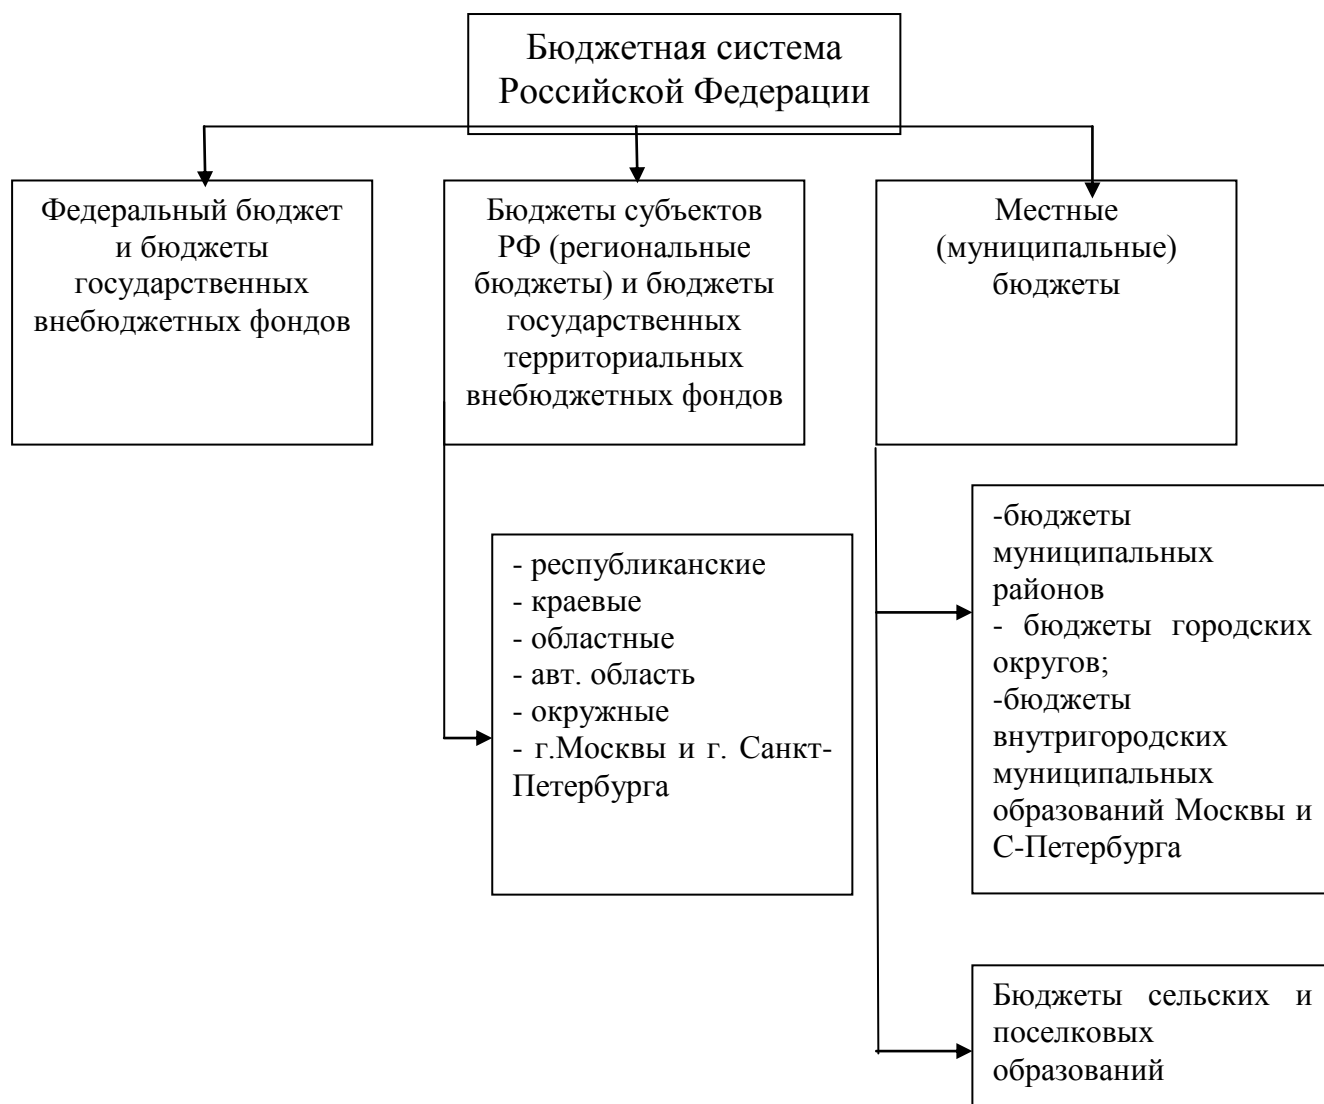 Бюджетная система
Российской Федерации
Федеральный бюджет
и бюджеты
государственных
внебюджетных фондов
Бюджеты субъектов
РФ (региональные
бюджеты) и бюджеты
государственных
территориальных
внебюджетных фондов
Местные
(муниципальные)
бюджеты
- республиканские
- краевые
- областные
- авт. область
- окружные
- г.Москвы и г. Санкт-
Петербурга
-бюджеты
муниципальных
районов
- бюджеты городских
округов;
-бюджеты
внутригородских
муниципальных
образований Москвы и
С-Петербурга
Бюджеты сельских и
поселковых
образований